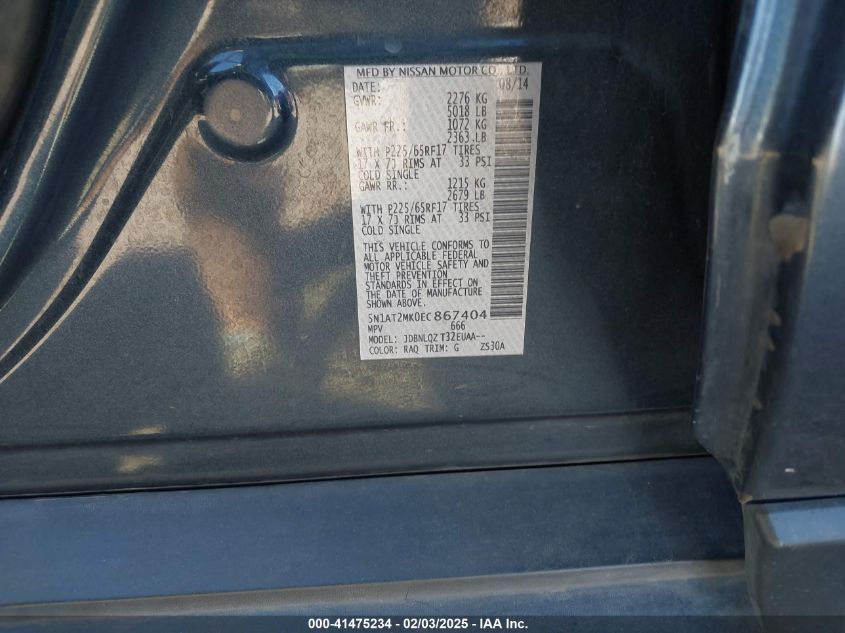 MFD BY NISSAN MOTOR CO., LTD.
DATE: 08/14
GVWR: 2276 KG
5018 LB
GAWR FR.: 1072 KG
2363 LB
WITH P225/65RF17 TIRES
17 X 7J RIMS AT 33 PSI
COLD SINGLE
GAWR RR.: 1215 KG
2679 LB
WITH P225/65RF17 TIRES
17 X 7J RIMS AT 33 PSI
COLD SINGLE
THIS VEHICLE CONFORMS TO
ALL APPLICABLE FEDERAL
MOTOR VEHICLE SAFETY AND
THEFT PREVENTION
STANDARDS IN EFFECT ON
THE DATE OF MANUFACTURE
SHOWN ABOVE.
5N1AT2MK0EC867404
MPV 666
MODEL: JDBNLQZ T32EUAA--
COLOR: RAQ TRIM: G ZS30A
000-41475234 - 02/03/2025 - IAA Inc.